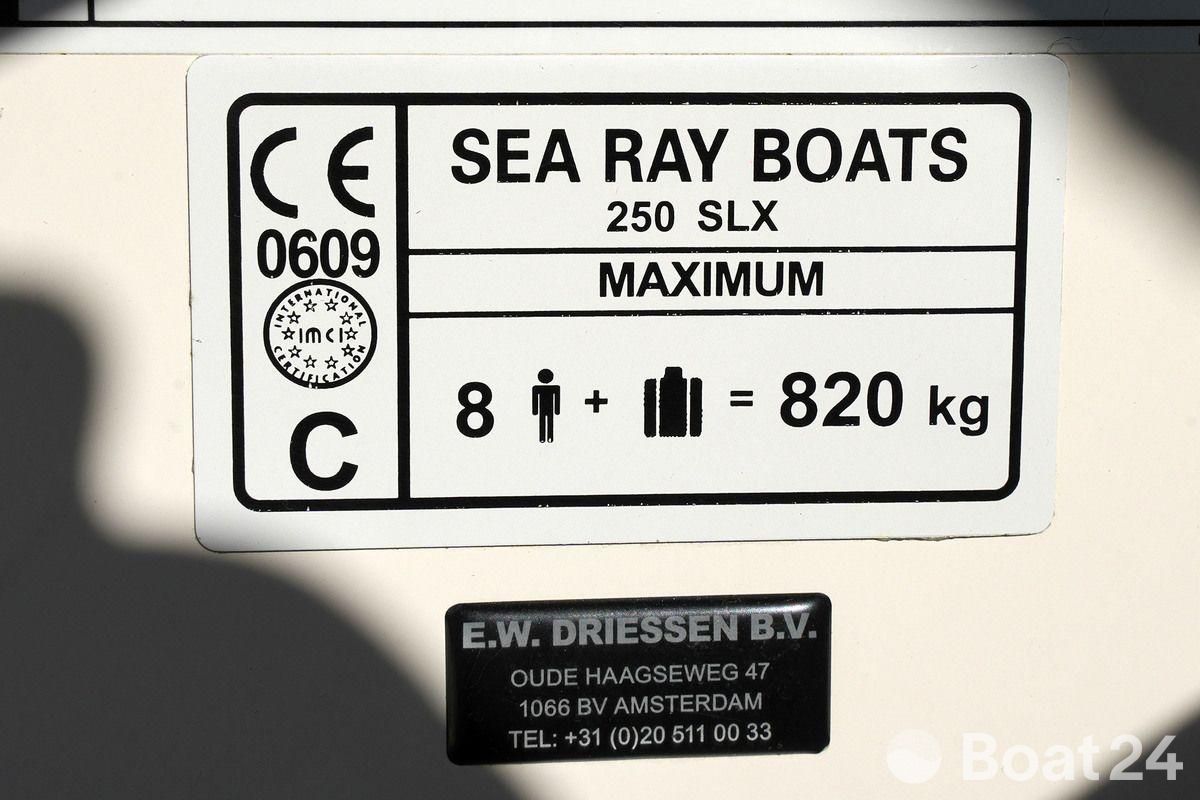 CE
0609
INTERNATIONAL
IMCI
CERTIFICATION
C
SEA RAY BOATS
250 SLX
MAXIMUM
8 + = 820 kg
E.W. DRIESSEN B.V.
OUDE HAAGSEWEG 47
1066 BV AMSTERDAM
TEL: +31 (0)20 511 00 33
Boat24